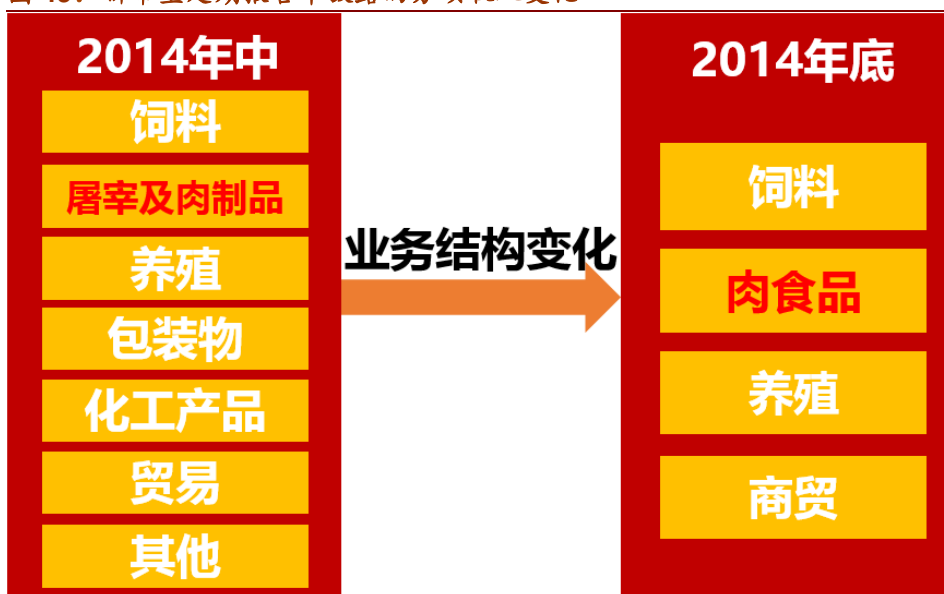 2014年中
饲料
屠宰及肉制品
养殖
包装物
化工产品
贸易
其他
业务结构变化
2014年底
饲料
肉食品
养殖
商贸